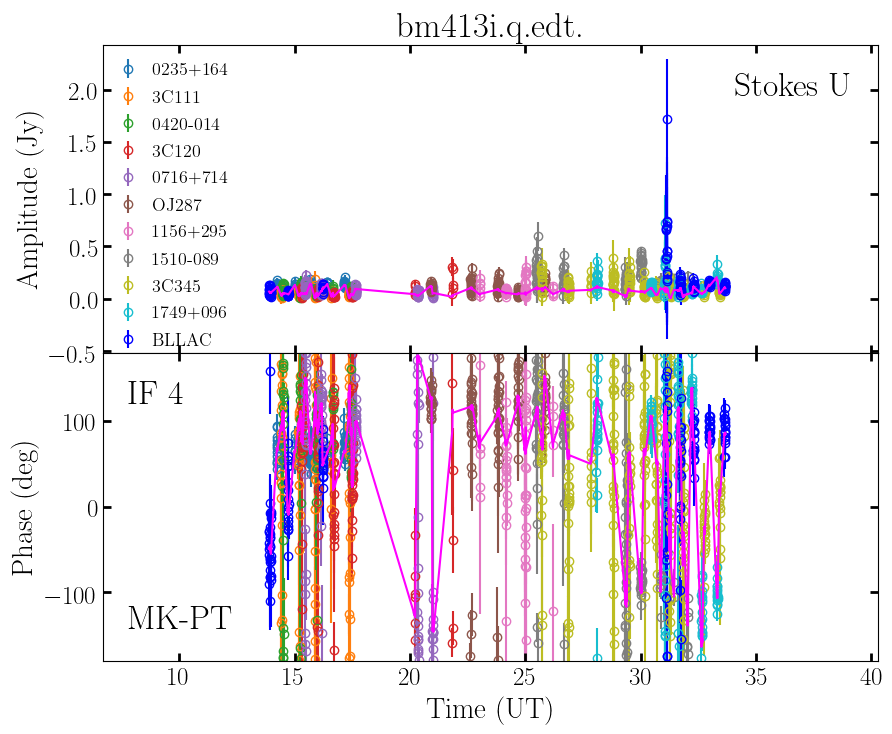 bm413i.q.edt.
Stokes U
0235+164
3C111
0420-014
3C120
0716+714
OJ287
1156+295
1510-089
3C345
1749+096
BLLAC
Amplitude (Jy)
2.0
1.5
1.0
0.5
0.0
−0.5
IF 4
MK-PT
Phase (deg)
100
0
−100
10
15
20
25
30
35
40
Time (UT)